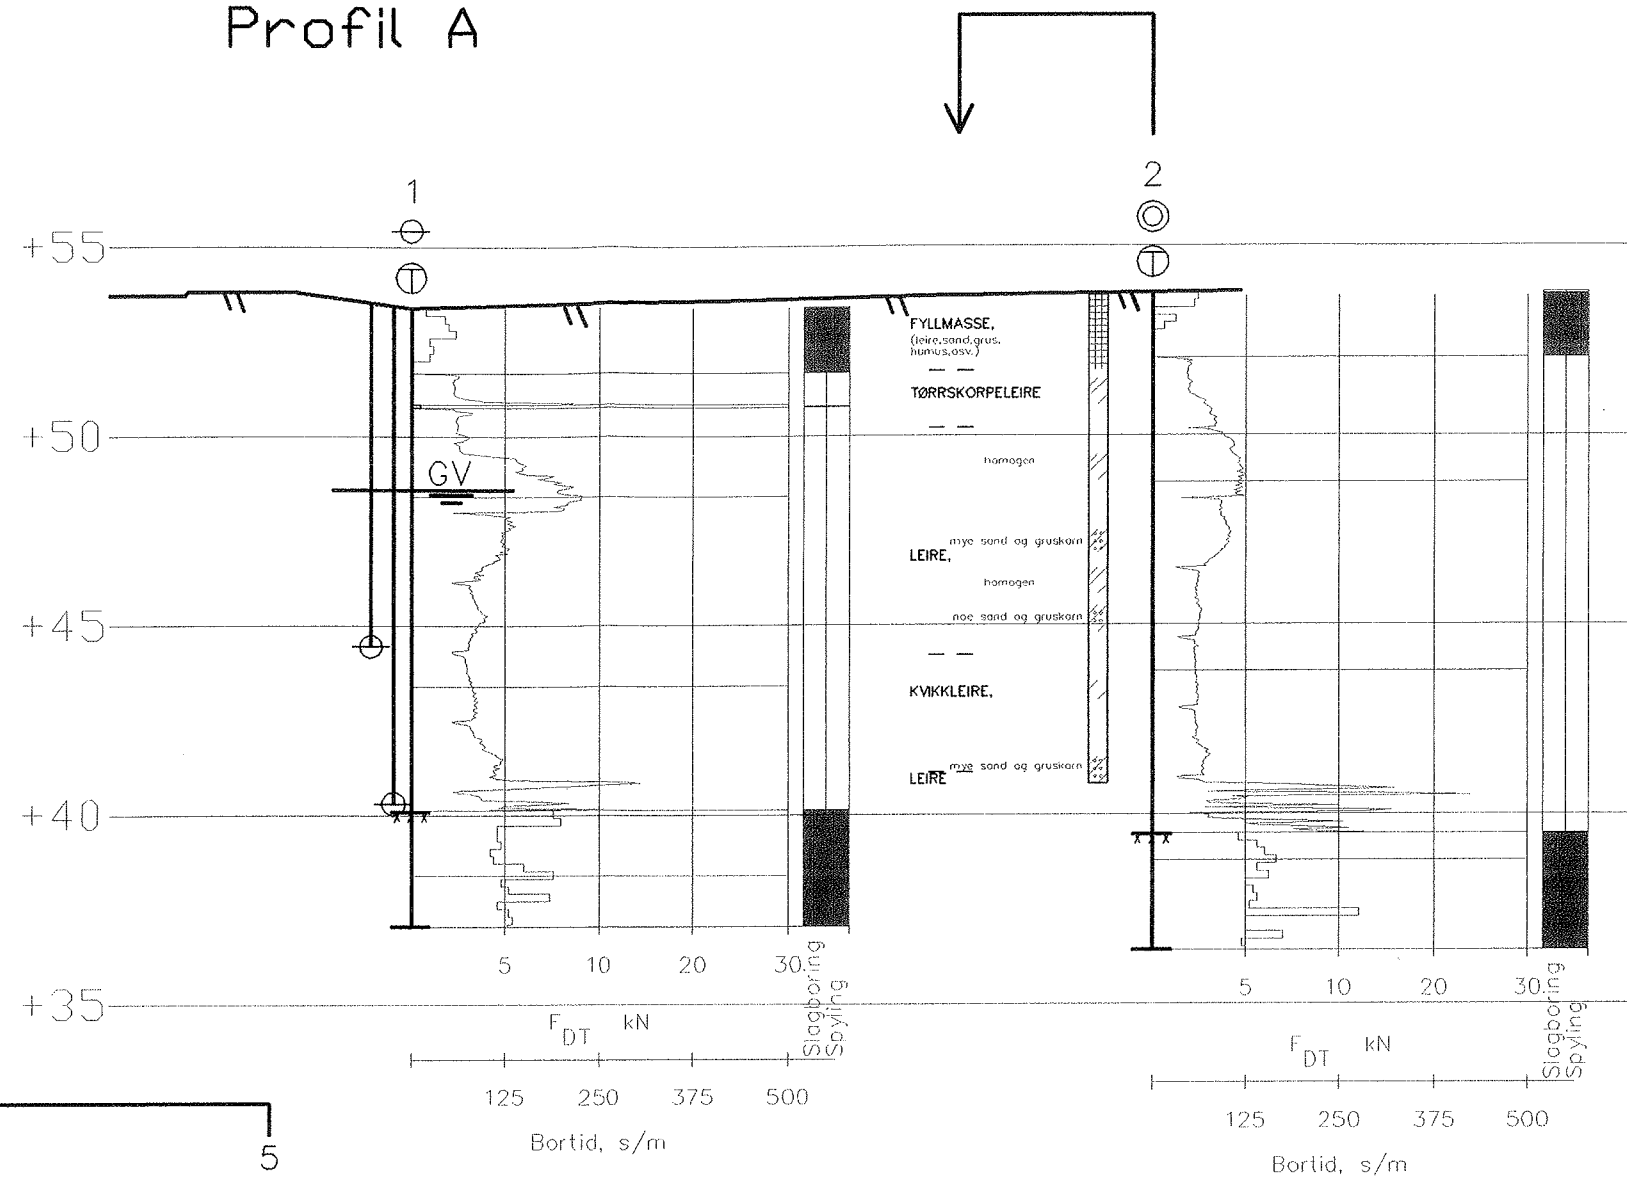 Profil A
1
2
+55
FYLLMASSE,
(leire,sand,grus,
humus,osv.)
TØRRSKORPELEIRE
+50
homogen
GV
mye sand og gruskorn
LEIRE,
homogen
+45
noe sand og gruskorn
KVIKKLEIRE,
mye sand og gruskorn
LEIRE
+40
5 10 20 30
Slagboring
Spyling
5 10 20 30
Slagboring
Spyling
+35
F DT kN
F DT kN
125 250 375 500
125 250 375 500
Bortid, s/m
Bortid, s/m
5